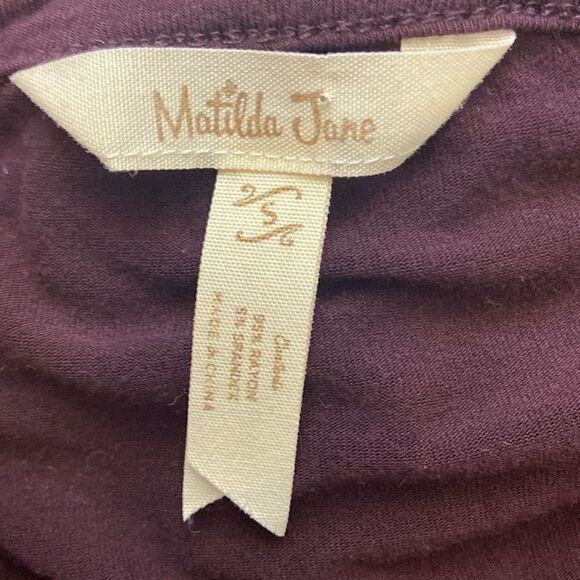 Matilda Jane
S
95% RAYON
5% SPANDEX
MADE IN CHINA